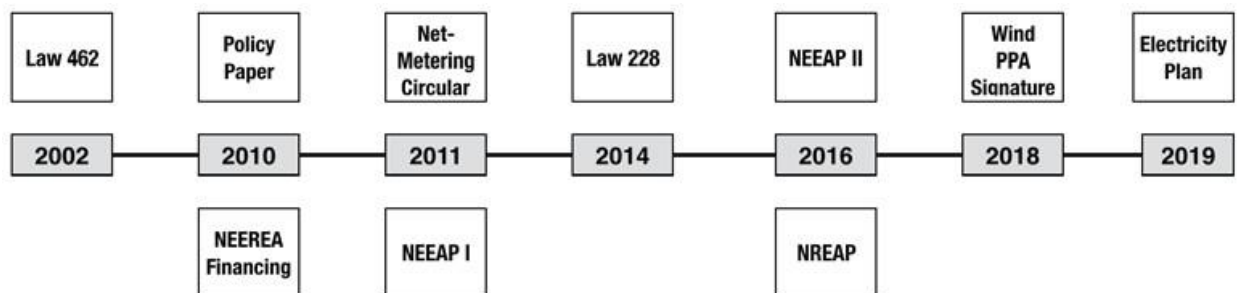 Law 462
Policy
Paper
Net-
Metering
Circular
Law 228
NEEAP II
Wind
PPA
Signature
Electricity
Plan
2002
2010
2011
2014
2016
2018
2019
NEEREA
Financing
NEEAP I
NREAP